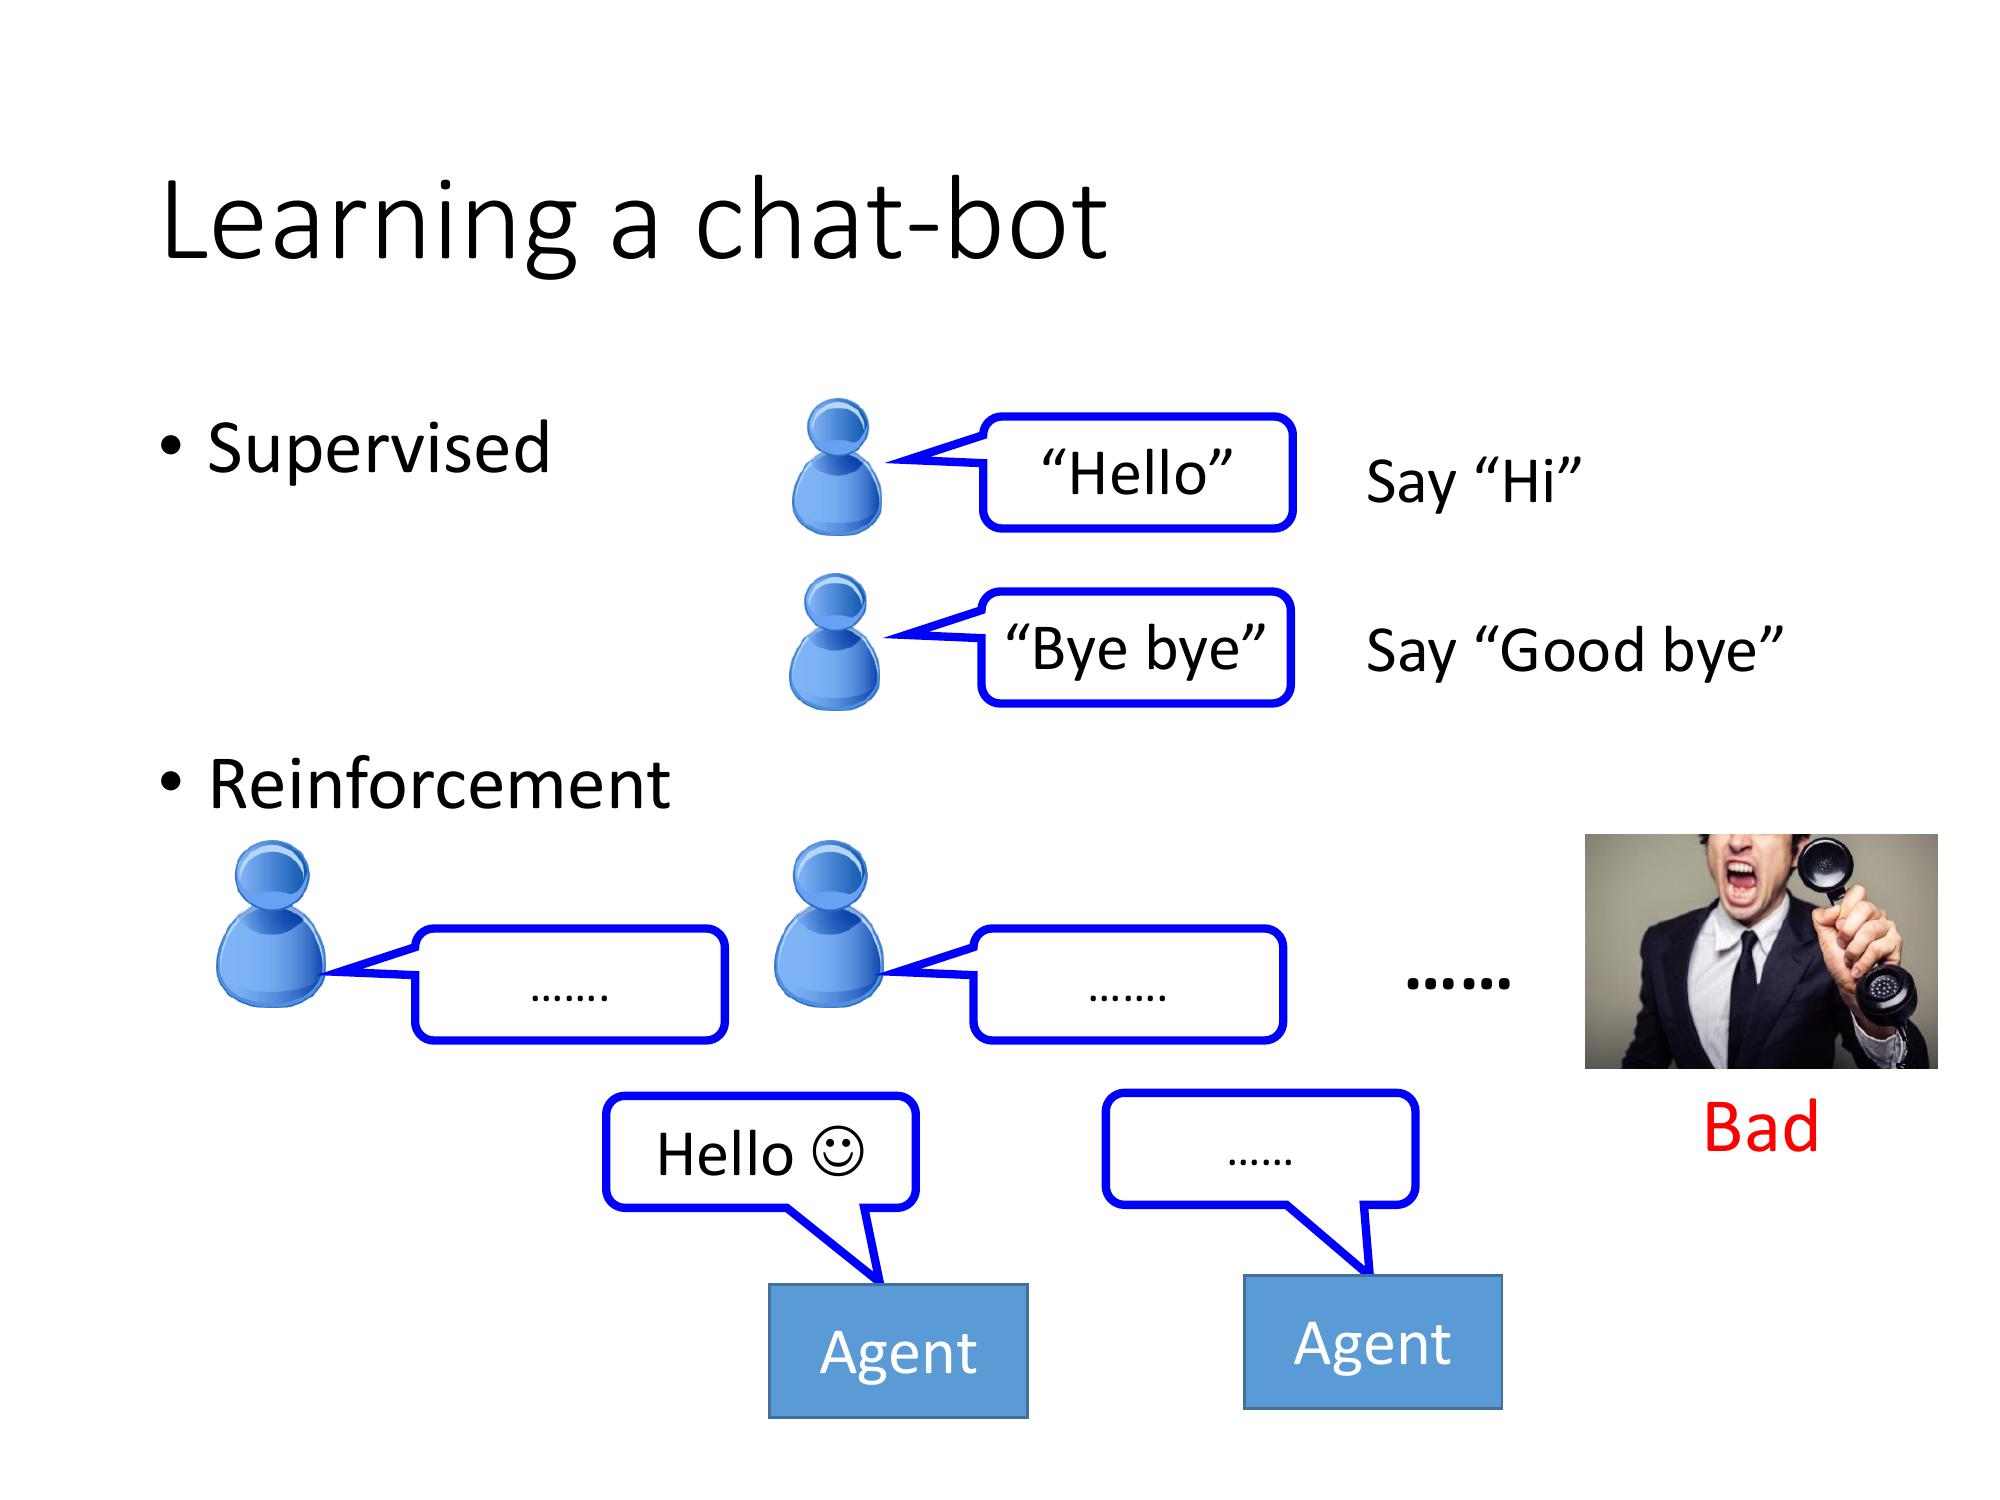 Learning a chat-bot
• Supervised
“Hello”
Say “Hi”
“Bye bye”
Say “Good bye”
• Reinforcement
…….
…….
……
Hello ☺
……
Bad
Agent
Agent